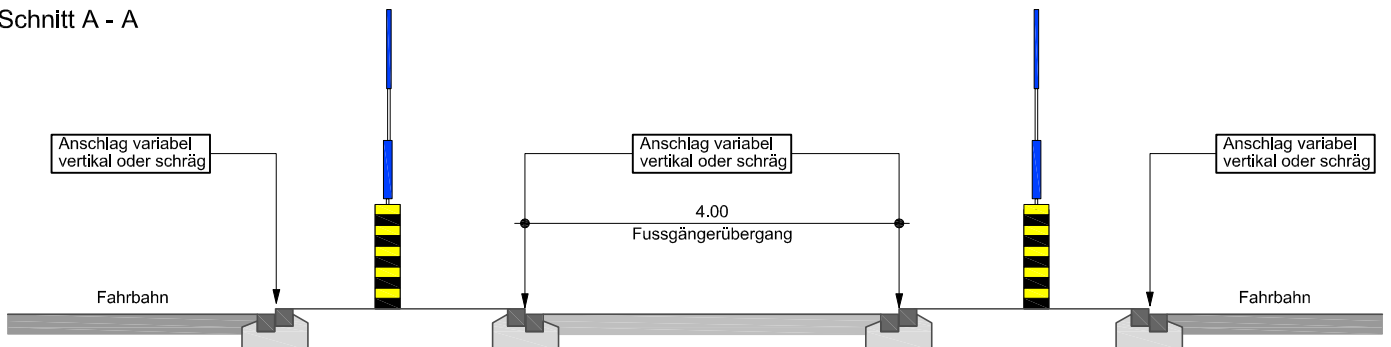 Schnitt A - A
Anschlag variabel
vertikal oder schräg
Anschlag variabel
vertikal oder schräg
Anschlag variabel
vertikal oder schräg
4.00
Fussgängerübergang
Fahrbahn
Fahrbahn